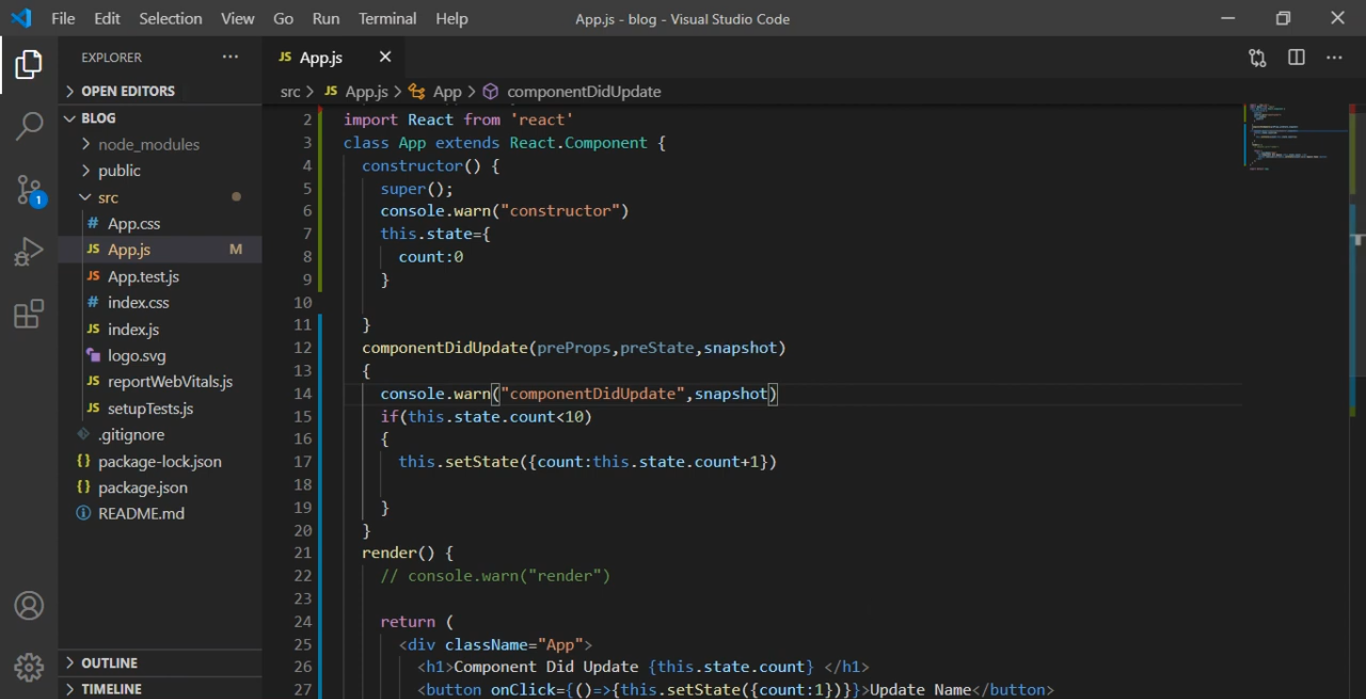 File Edit Selection View Go Run Terminal Help App.js - blog - Visual Studio Code
EXPLORER ... JS App.js
OPEN EDITORS src > JS App.js > App > componentDidUpdate
BLOG
node_modules
public
src
# App.css
JS App.js M
JS App.test.js
# index.css
JS index.js
logo.svg
JS reportWebVitals.js
JS setupTests.js
.gitignore
{} package-lock.json
{} package.json
README.md
OUTLINE
TIMELINE
1
2 import React from 'react'
3 class App extends React.Component {
4 constructor() {
5 super();
6 console.warn("constructor")
7 this.state={
8 count:0
9 }
10
11 }
12 componentDidUpdate(preProps,preState,snapshot)
13 {
14 console.warn("componentDidUpdate",snapshot)
15 if(this.state.count<10)
16 {
17 this.setState({count:this.state.count+1})
18
19 }
20 }
21 render() {
22 // console.warn("render")
23
24 return (
25 <div className="App">
26 <h1>Component Did Update {this.state.count} </h1>
27 <button onClick={()=>{this.setState({count:1})}}>Update Name</button>